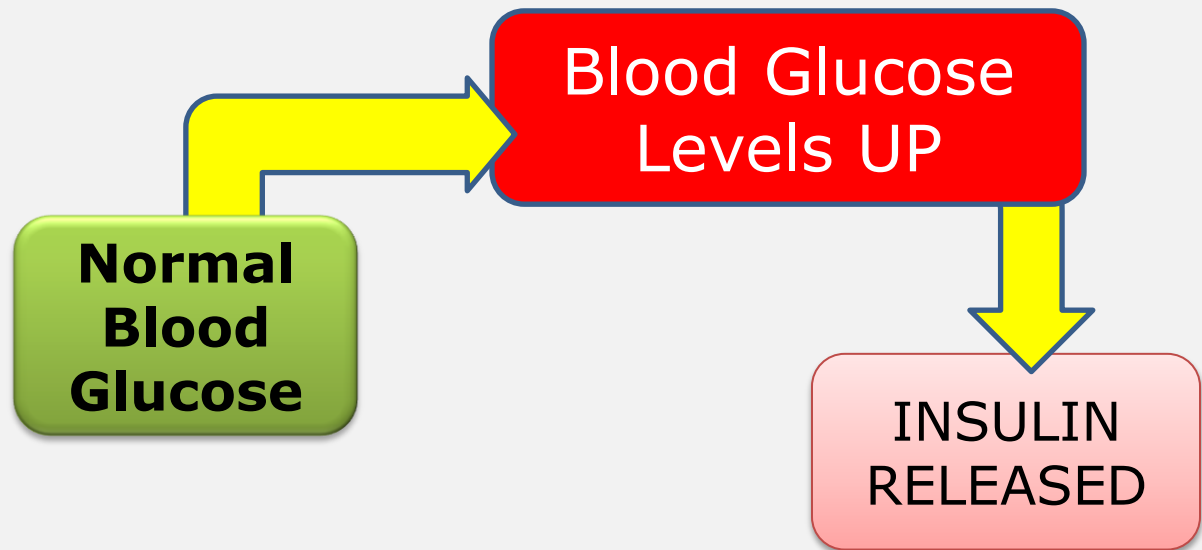 Blood Glucose
Levels UP
Normal
Blood
Glucose
INSULIN
RELEASED